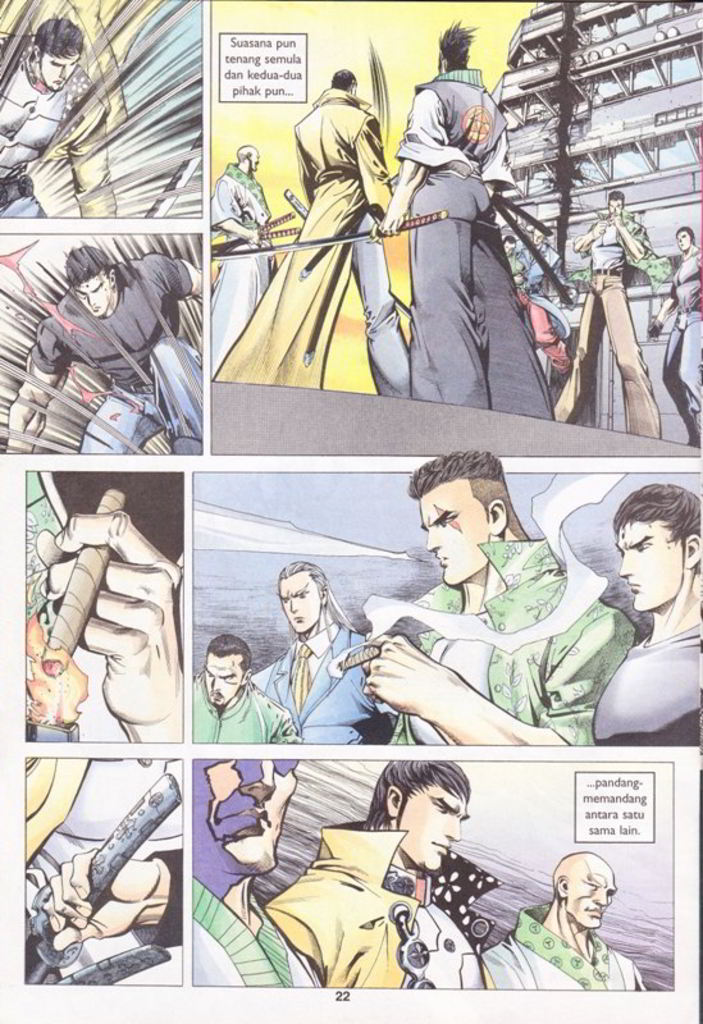 Suasana pun
tenang semula
dan kedua-dua
pihak pun...
...pandang-
memandang
antara satu
sama lain.
22